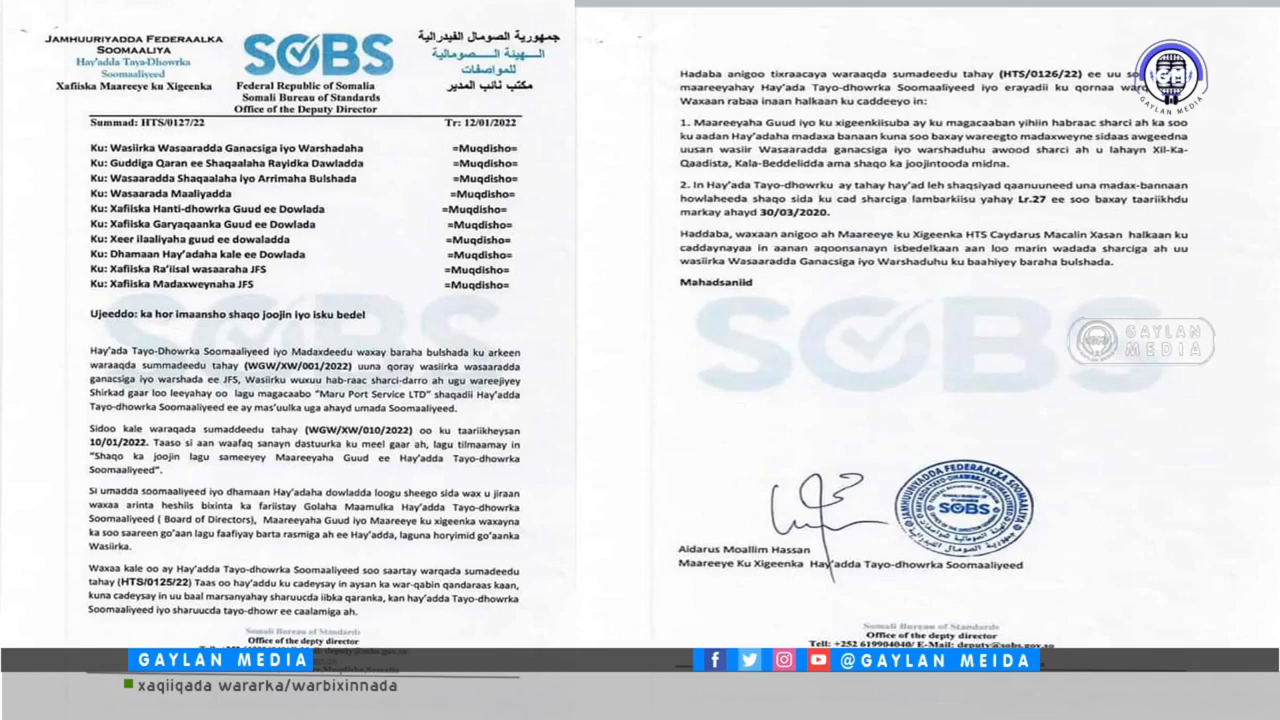 JAMHUURIYADDA FEDERAALKA
SOOMAALIYA
Hay'adda Taya-Dhowrka
Soomaaliyeed
Xafiiska Maareeye ku Xigeenka
SOBS
Federal Republic of Somalia
Somali Bureau of Standards
Office of the Deputy Director
جمهورية الصومال الفيدرالية
الهيئة الصومالية
للمواصفات
مكتب نائب المدير
Summad: HTS/0127/22 Tr: 12/01/2022
Ku: Wasiirka Wasaaradda Ganacsiga iyo Warshadaha =Muqdisho=
Ku: Guddiga Qaran ee Shaqaalaha Rayidka Dawladda =Muqdisho=
Ku: Wasaaradda Shaqaalaha iyo Arrimaha Bulshada =Muqdisho=
Ku: Wasaarada Maaliyadda =Muqdisho=
Ku: Xafiiska Hanti-dhowrka Guud ee Dowlada =Muqdisho=
Ku: Xafiiska Garyaqaanka Guud ee Dowlada =Muqdisho=
Ku: Xeer ilaaliyaha guud ee dowaladda =Muqdisho=
Ku: Dhamaan Hay'adaha kale ee Dowlada =Muqdisho=
Ku: Xafiiska Ra'iisal wasaaraha JFS =Muqdisho=
Ku: Xafiiska Madaxweynaha JFS =Muqdisho=
Ujeeddo: ka hor imaansho shaqo joojin iyo isku bedel
Hay'ada Tayo-Dhowrka Soomaaliyeed iyo Madaxdeedu waxay baraha bulshada ku arkeen
waraaqda summadeedu tahay (WGW/XW/001/2022) uuna qoray wasiirka wasaaradda
ganacsiga iyo warshada ee JFS, Wasiirku wuxuu hab-raac sharci-darro ah ugu wareejiyey
Shirkad gaar loo leeyahay oo lagu magacaabo "Maru Port Service LTD" shaqadii Hay'adda
Tayo-dhowrka Soomaaliyeed ee ay mas'uulka uga ahayd umada Soomaaliyeed.
Sidoo kale waraqada sumaddeedu tahay (WGW/XW/010/2022) oo ku taariikheysan
10/01/2022. Taaso si aan waafaq sanayn dastuurka ku meel gaar ah, lagu tilmaamay in
"Shaqo ka joojin lagu sameeyey Maareeyaha Guud ee Hay'adda Tayo-dhowrka
Soomaaliyeed".
Si umadda soomaaliyeed iyo dhamaan Hay'adaha dowladda loogu sheego sida wax u jiraan
waxaa arinta heshiis bixinta ka fariistay Golaha Maamulka Hay'adda Tayo-dhowrka
Soomaaliyeed ( Board of Directors), Maareeyaha Guud iyo Maareeye ku xigeenka waxayna
ka soo saareen go'aan lagu faafiyay barta rasmiga ah ee Hay'adda, laguna horyimid go'aanka
Wasiirka.
Waxaa kale oo ay Hay'adda Tayo-dhowrka Soomaaliyeed soo saartay warqada sumadeedu
tahay (HTS/0125/22) Taas oo hay'addu ku cadeysay in aysan ka war-qabin qandaraas kaan,
kuna cadeysay in uu baal marsanyahay sharuucda iibka qaranka, kan hay'adda Tayo-dhowrka
Soomaaliyeed iyo sharuucda tayo-dhowr ee caalamiga ah.
Somali Bureau of Standards
Office of the depty director
Hadaba anigoo tixraacaya waraaqda sumadeedu tahay (HTS/0126/22) ee uu so
maareeyahay Hay'ada Tayo-dhowrka Soomaaliyeed iyo erayadii ku qornaa
Waxaan rabaa inaan halkaan ku caddeeyo in:
1. Maareeyaha Guud iyo ku xigeenkiisuba ay ku magacaaban yihiin habraac sharci ah ka soo
ku aadan Hay'adaha madaxa banaan kuna soo baxay wareegto madaxweyne sidaas awgeedna
uusan wasiir Wasaaradda ganacsiga iyo warshaduhu awood sharci ah u lahayn Xil-Ka-
Qaadista, Kala-Beddelidda ama shaqo ka joojintooda midna.
2. In Hay'ada Tayo-dhowrku ay tahay hay'ad leh shaqsiyad qaanuuneed una madax-bannaan
howlaheeda shaqo sida ku cad sharciga lambarkiisu yahay Lr.27 ee soo baxay taariikhdu
markay ahayd 30/03/2020.
Haddaba, waxaan anigoo ah Maareeye ku Xigeenka HTS Caydarus Macalin Xasan halkaan ku
caddaynayaa in aanan aqoonsanayn isbedelkaan aan loo marin wadada sharciga ah uu
wasiirka Wasaaradda Ganacsiga iyo Warshaduhu ku baahiyey baraha bulshada.
Mahadsaniid
SOBS
Aidarus Moallim Hassan
Maareeye Ku Xigeenka Hay'adda Tayo-dhowrka Soomaaliyeed
Somali Bureau of Standards
Office of the depty director
Tell: +252 619904040/ E-Mail: deputy@sobs.gov.so
GM
GAYLAN MEDIA
GAYLAN
MEDIA
GAYLAN MEDIA
@GAYLAN MEIDA
xaqiiqada wararka/warbixinnada